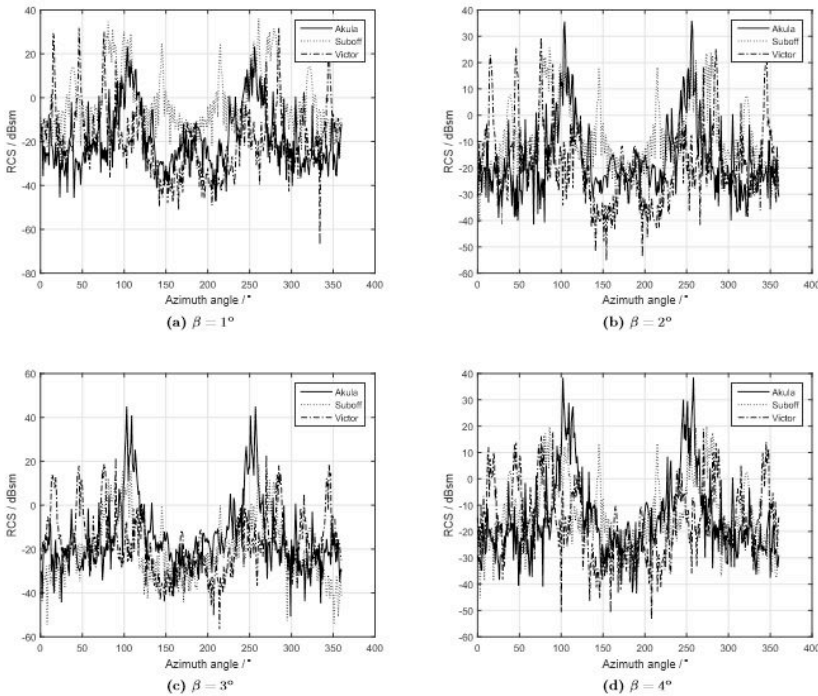 60
40
20
0
-20
-40
-60
-80
RCS / dBsm
0 50 100 150 200 250 300 350 400
Azimuth angle / °
Akula
Suboff
Victor
(a) β = 1°
40
30
20
10
0
-10
-20
-30
-40
-50
-60
RCS / dBsm
0 50 100 150 200 250 300 350 400
Azimuth angle / °
Akula
Suboff
Victor
(b) β = 2°
60
40
20
0
-20
-40
-60
RCS / dBsm
0 50 100 150 200 250 300 350 400
Azimuth angle / °
Akula
Suboff
Victor
(c) β = 3°
40
30
20
10
0
-10
-20
-30
-40
-50
-60
RCS / dBsm
0 50 100 150 200 250 300 350 400
Azimuth angle / °
Akula
Suboff
Victor
(d) β = 4°